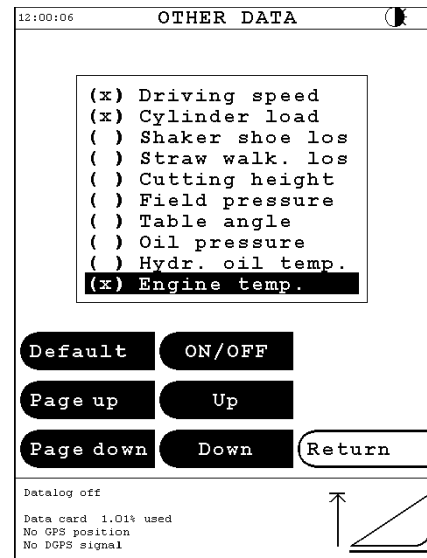 12:00:06 OTHER DATA
(x) Driving speed
(x) Cylinder load
( ) Shaker shoe los
( ) Straw walk. los
( ) Cutting height
( ) Field pressure
( ) Table angle
( ) Oil pressure
( ) Hydr. oil temp.
(x) Engine temp.
Default ON/OFF
Page up Up
Page down Down Return
Datalog off
Data card 1.01% used
No GPS position
No DGPS signal